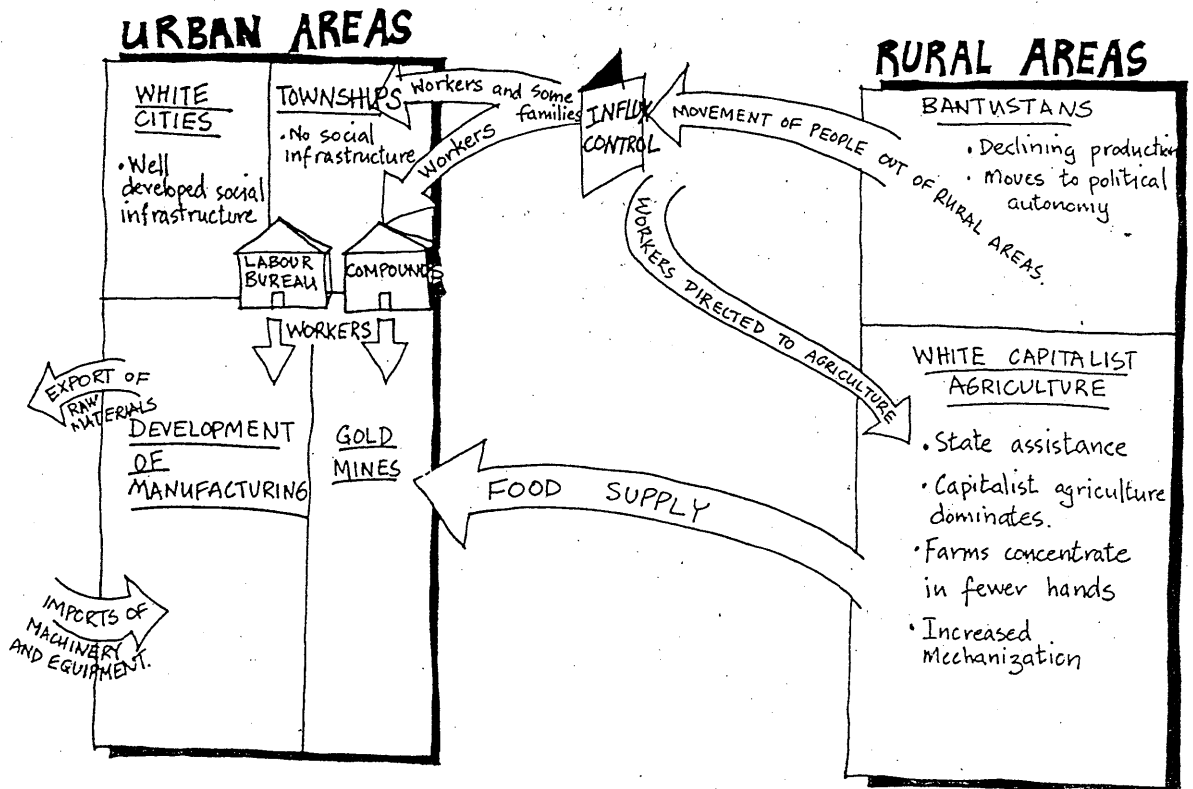 URBAN AREAS
WHITE
CITIES
• Well
developed social
infrastructure
TOWNSHIPS
• No social
infrastructure
Workers and some
families
Workers
INFLUX
CONTROL
MOVEMENT OF PEOPLE OUT OF RURAL AREAS.
WORKERS DIRECTED TO AGRICULTURE
LABOUR
BUREAU
COMPOUNDS
WORKERS
EXPORT OF
RAW
MATERIALS
DEVELOPMENT
OF
MANUFACTURING
GOLD
MINES
FOOD SUPPLY
IMPORTS OF
MACHINERY
AND EQUIPMENT.
RURAL AREAS
BANTUSTANS
• Declining production
• Moves to political
autonomy
WHITE CAPITALIST
AGRICULTURE
• State assistance
• Capitalist agriculture
dominates.
• Farms concentrate
in fewer hands
• Increased
Mechanization